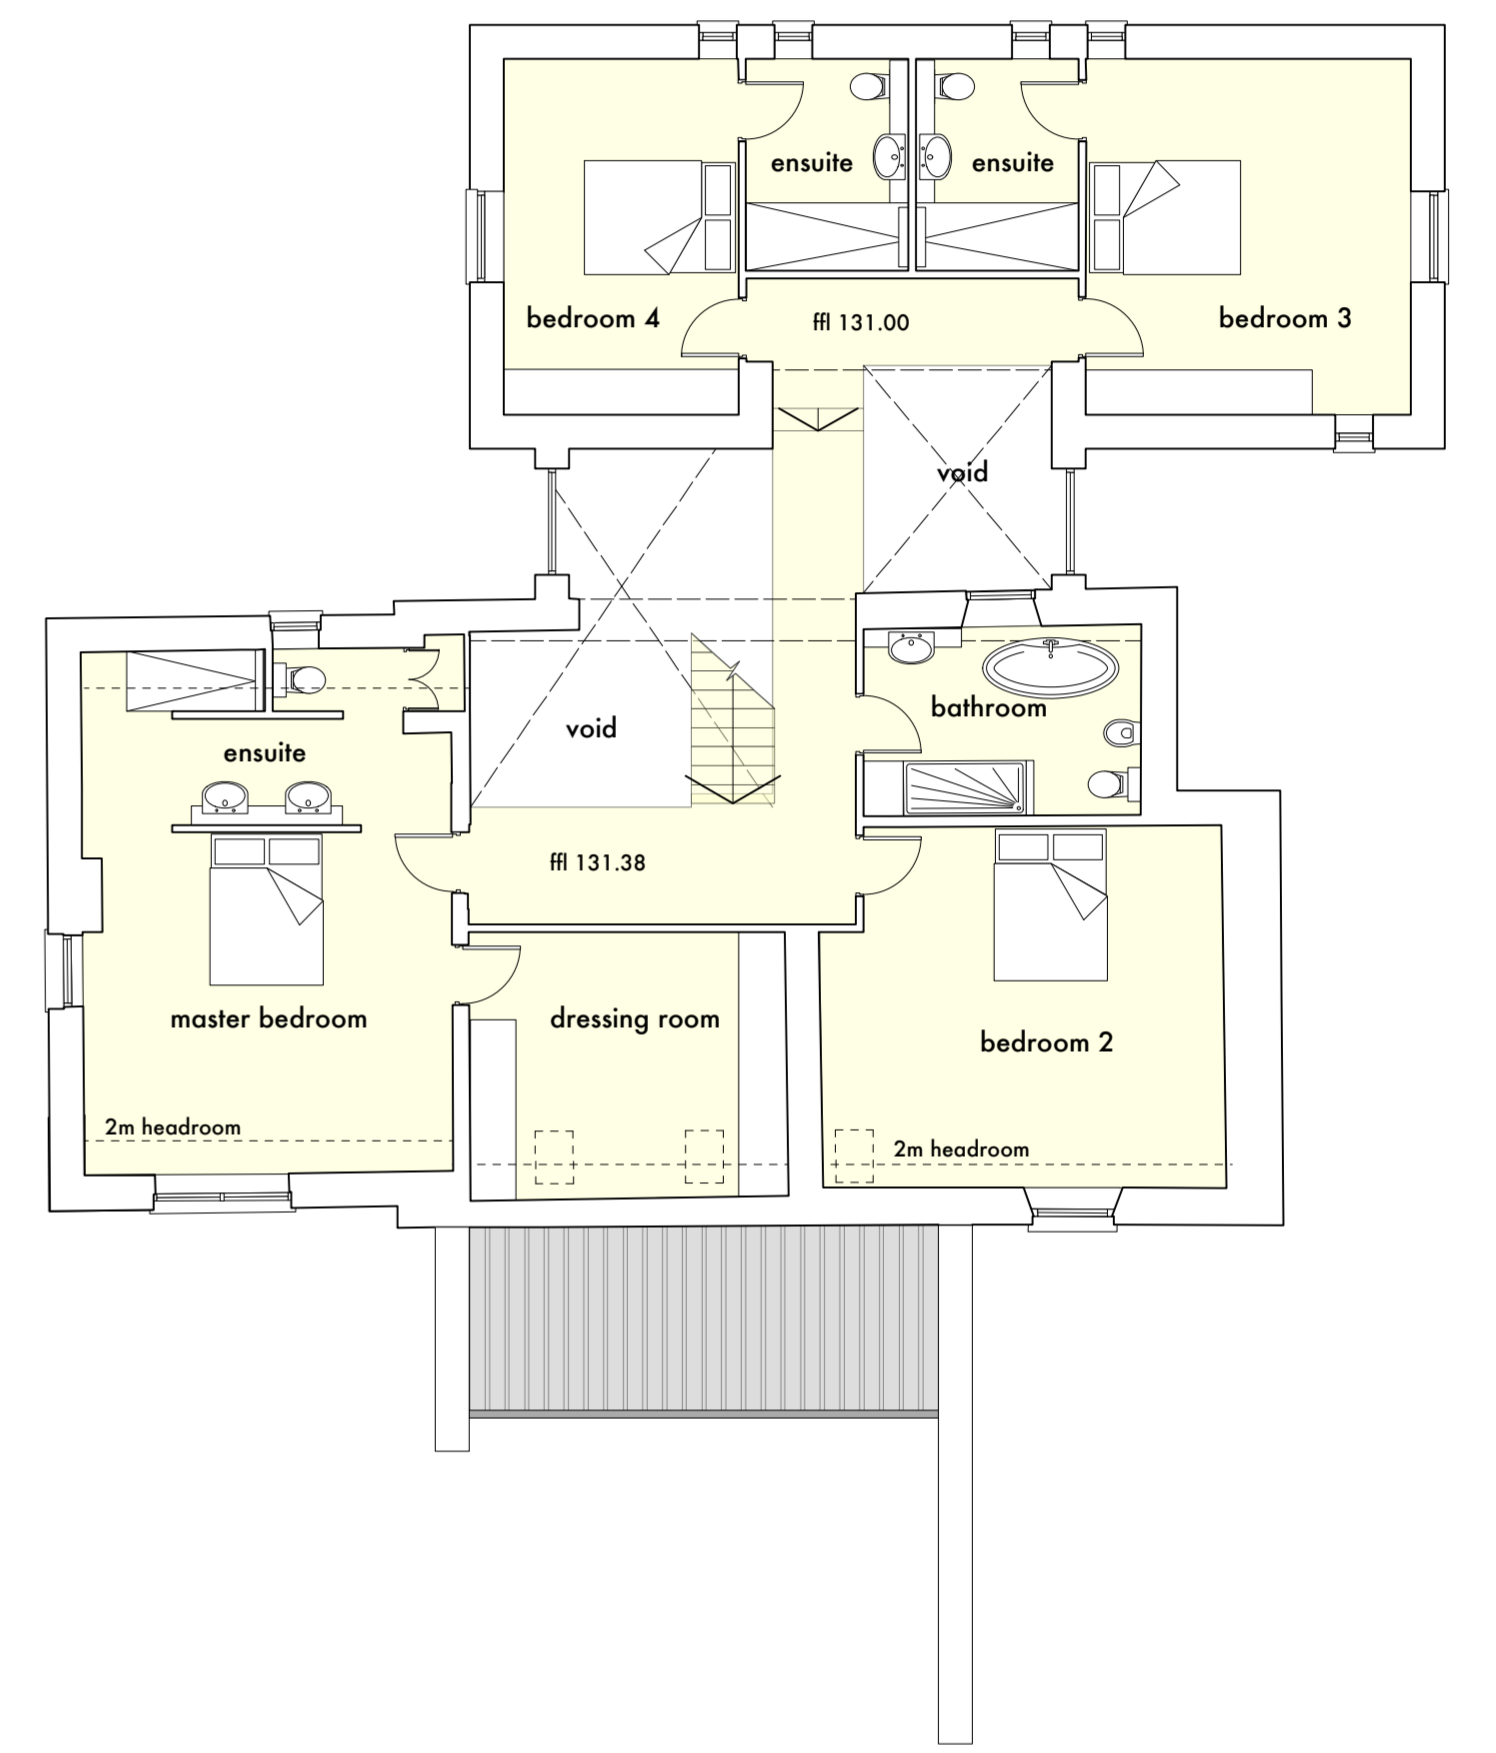 ensuite
ensuite
bedroom 4
ffl 131.00
bedroom 3
void
void
bathroom
ensuite
ffl 131.38
master bedroom
dressing room
bedroom 2
2m headroom
2m headroom